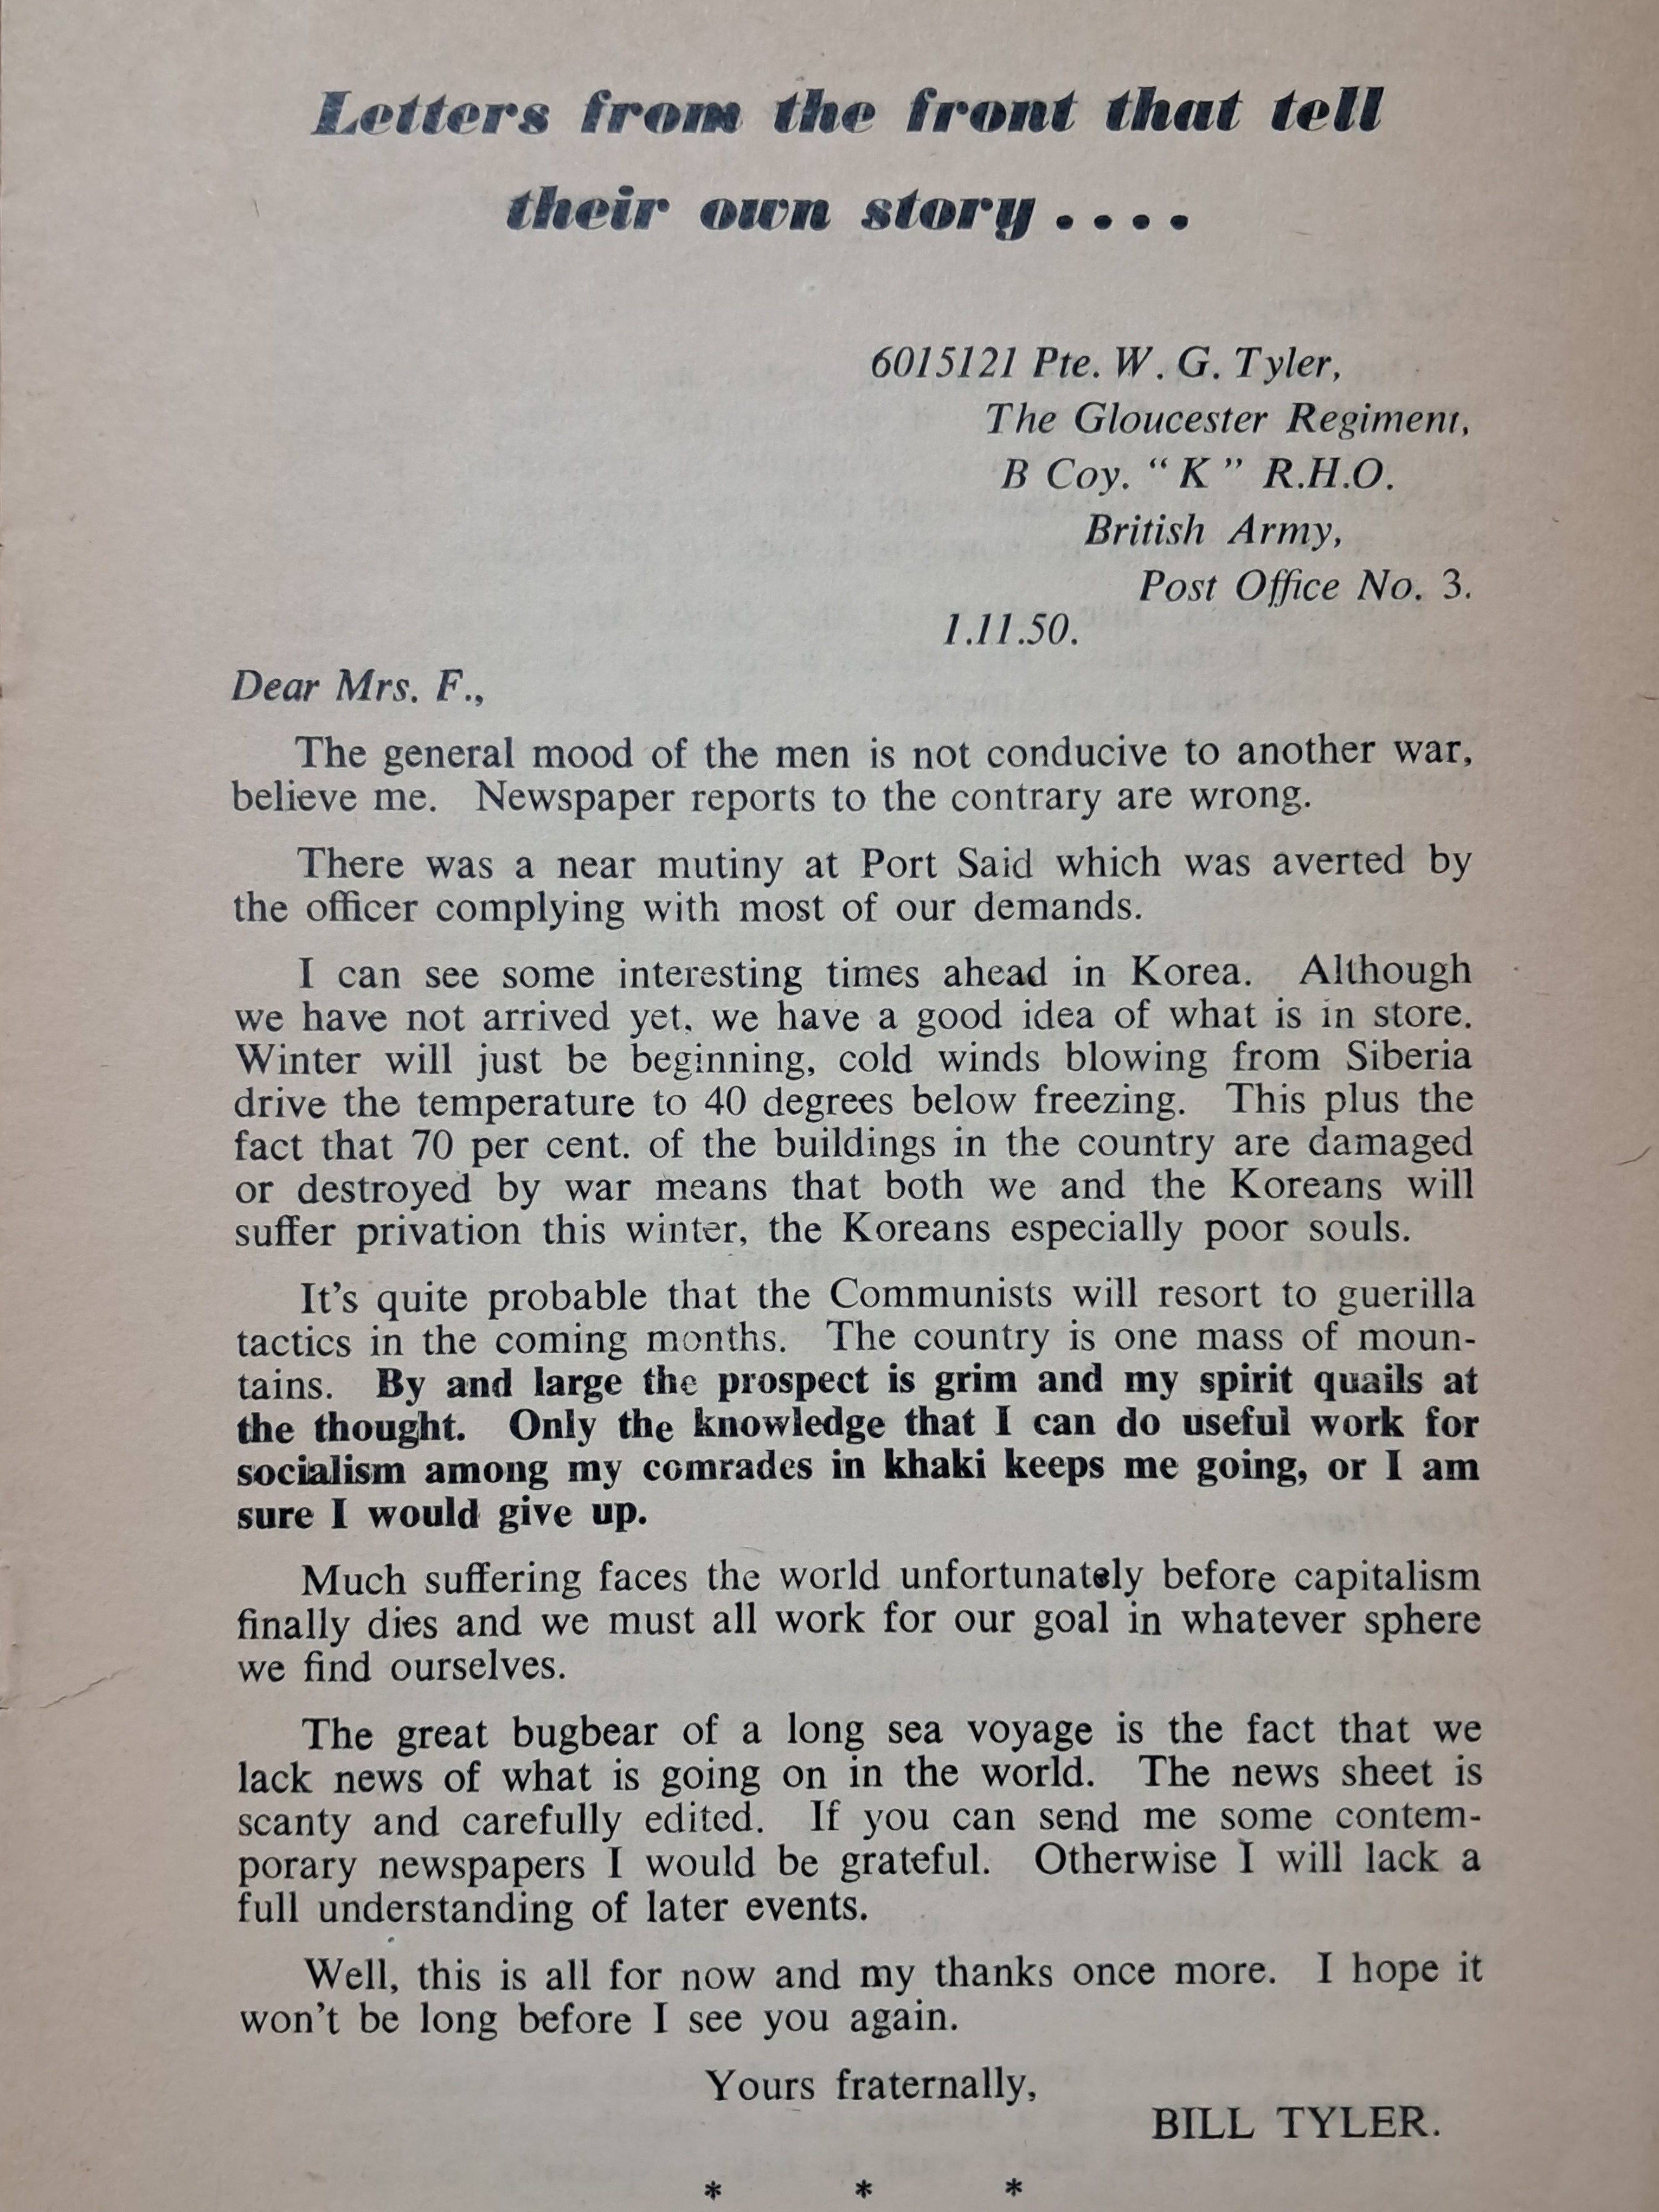 Letters from the front that tell
their own story....
6015121 Pte. W. G. Tyler,
The Gloucester Regiment,
B Coy. “K” R.H.O.
British Army,
Post Office No. 3.
1.11.50.
Dear Mrs. F.,
The general mood of the men is not conducive to another war,
believe me. Newspaper reports to the contrary are wrong.
There was a near mutiny at Port Said which was averted by
the officer complying with most of our demands.
I can see some interesting times ahead in Korea. Although
we have not arrived yet, we have a good idea of what is in store.
Winter will just be beginning, cold winds blowing from Siberia
drive the temperature to 40 degrees below freezing. This plus the
fact that 70 per cent. of the buildings in the country are damaged
or destroyed by war means that both we and the Koreans will
suffer privation this winter, the Koreans especially poor souls.
It’s quite probable that the Communists will resort to guerilla
tactics in the coming months. The country is one mass of moun-
tains. By and large the prospect is grim and my spirit quails at
the thought. Only the knowledge that I can do useful work for
socialism among my comrades in khaki keeps me going, or I am
sure I would give up.
Much suffering faces the world unfortunately before capitalism
finally dies and we must all work for our goal in whatever sphere
we find ourselves.
The great bugbear of a long sea voyage is the fact that we
lack news of what is going on in the world. The news sheet is
scanty and carefully edited. If you can send me some contem-
porary newspapers I would be grateful. Otherwise I will lack a
full understanding of later events.
Well, this is all for now and my thanks once more. I hope it
won’t be long before I see you again.
Yours fraternally,
BILL TYLER.
* * *